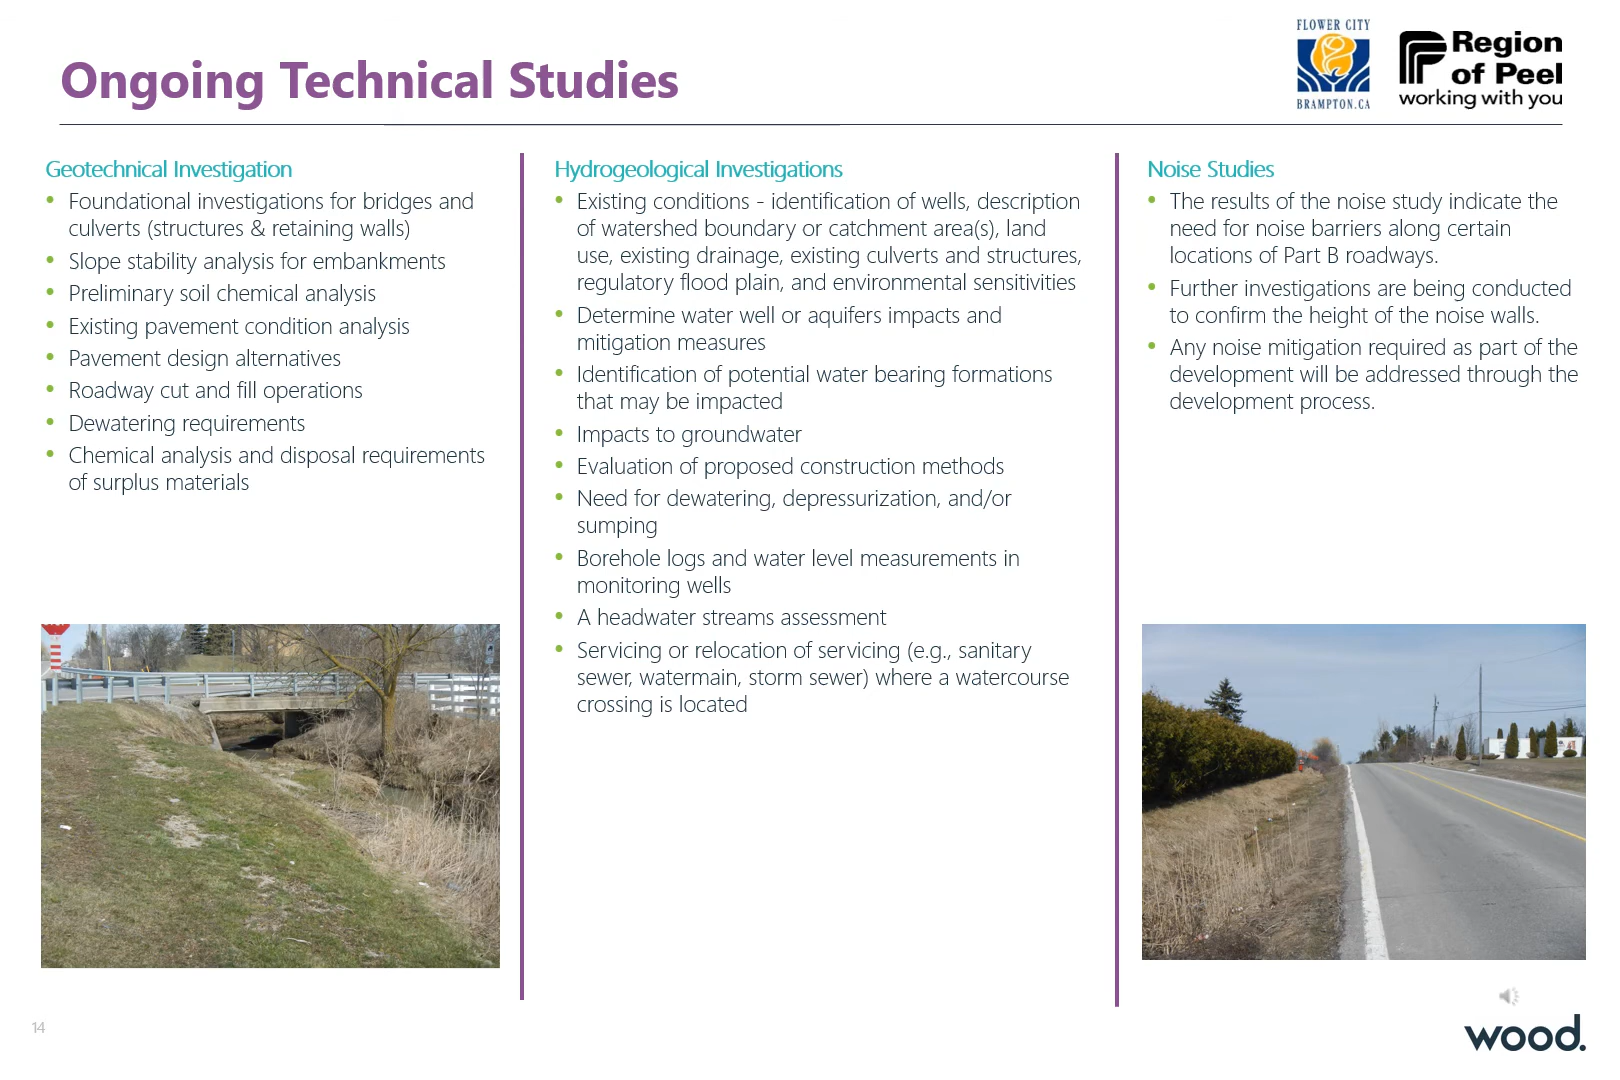 FLOWER CITY
BRAMPTON.CA
Region
of Peel
working with you
Ongoing Technical Studies
Geotechnical Investigation
• Foundational investigations for bridges and
culverts (structures & retaining walls)
• Slope stability analysis for embankments
• Preliminary soil chemical analysis
• Existing pavement condition analysis
• Pavement design alternatives
• Roadway cut and fill operations
• Dewatering requirements
• Chemical analysis and disposal requirements
of surplus materials
Hydrogeological Investigations
• Existing conditions - identification of wells, description
of watershed boundary or catchment area(s), land
use, existing drainage, existing culverts and structures,
regulatory flood plain, and environmental sensitivities
• Determine water well or aquifers impacts and
mitigation measures
• Identification of potential water bearing formations
that may be impacted
• Impacts to groundwater
• Evaluation of proposed construction methods
• Need for dewatering, depressurization, and/or
sumping
• Borehole logs and water level measurements in
monitoring wells
• A headwater streams assessment
• Servicing or relocation of servicing (e.g., sanitary
sewer, watermain, storm sewer) where a watercourse
crossing is located
Noise Studies
• The results of the noise study indicate the
need for noise barriers along certain
locations of Part B roadways.
• Further investigations are being conducted
to confirm the height of the noise walls.
• Any noise mitigation required as part of the
development will be addressed through the
development process.
14
wood.